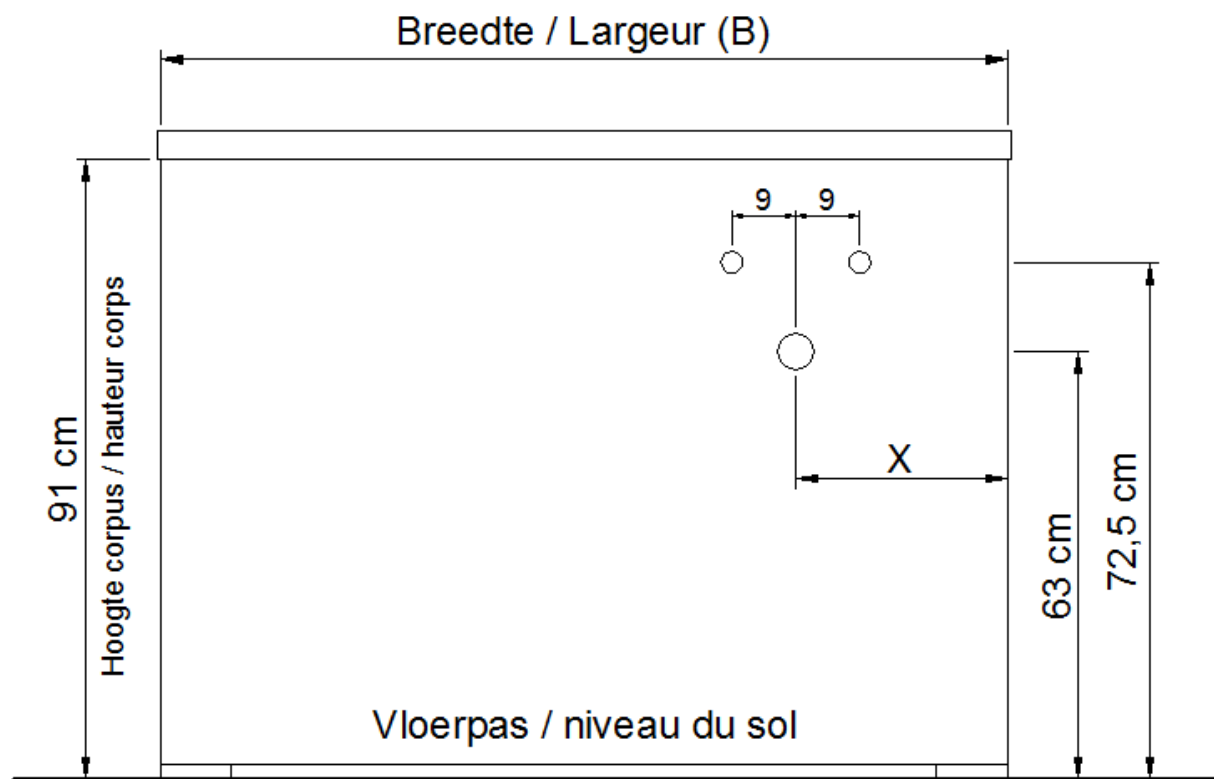 Breedte / Largeur (B)
9
9
91 cm
Hoogte corpus / hauteur corps
X
63 cm
72,5 cm
Vloerpas / niveau du sol